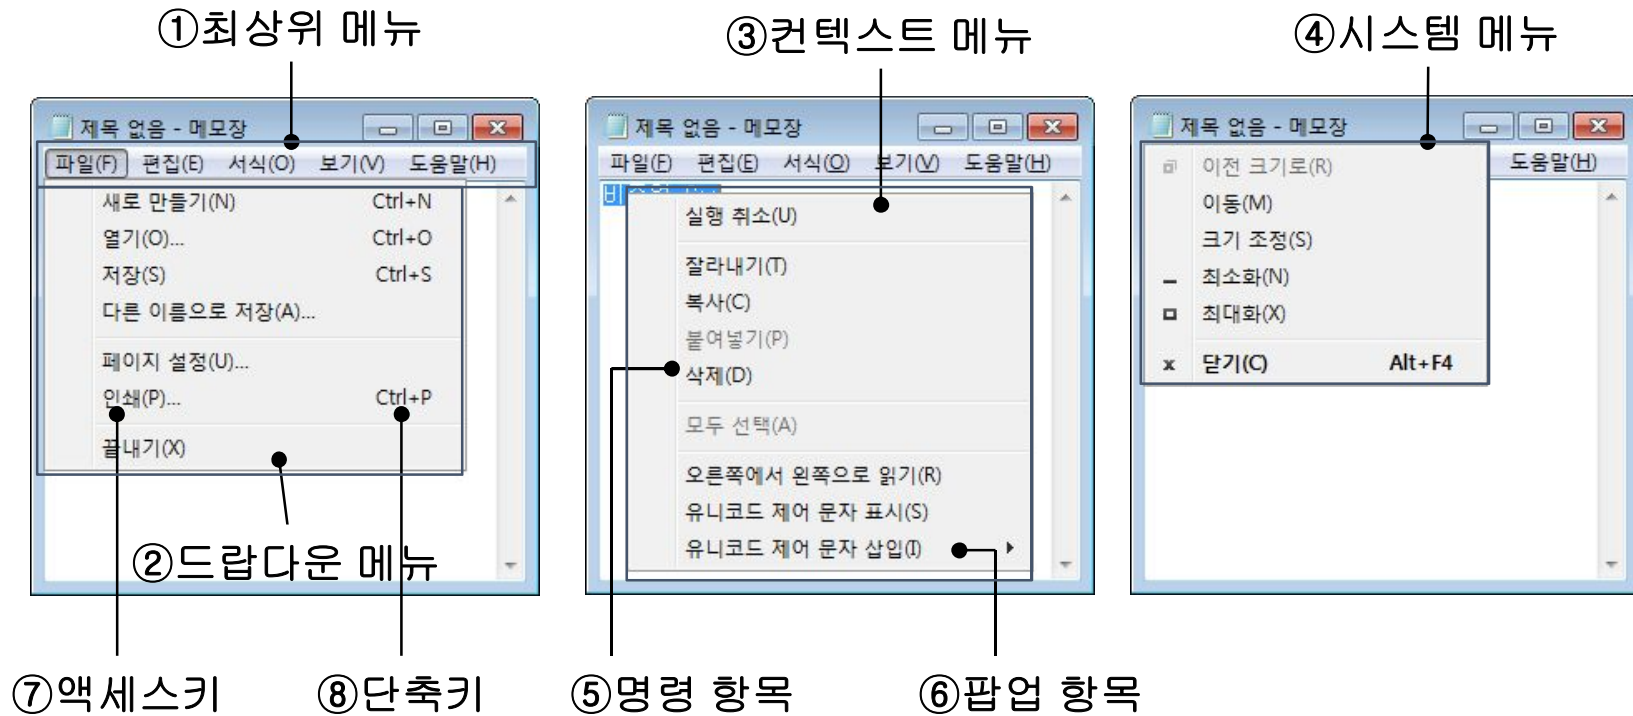 ①최상위 메뉴
③컨텍스트 메뉴
④시스템 메뉴
제목 없음 - 메모장
파일(F) 편집(E) 서식(O) 보기(V) 도움말(H)
새로 만들기(N) Ctrl+N
열기(O)... Ctrl+O
저장(S) Ctrl+S
다른 이름으로 저장(A)...
페이지 설정(U)...
인쇄(P)... Ctrl+P
끝내기(X)
②드랍다운 메뉴
제목 없음 - 메모장
파일(F) 편집(E) 서식(O) 보기(V) 도움말(H)
실행 취소(U)
잘라내기(T)
복사(C)
붙여넣기(P)
삭제(D)
모두 선택(A)
오른쪽에서 왼쪽으로 읽기(R)
유니코드 제어 문자 표시(S)
유니코드 제어 문자 삽입(I)
제목 없음 - 메모장
도움말(H)
이전 크기로(R)
이동(M)
크기 조정(S)
최소화(N)
최대화(X)
닫기(C) Alt+F4
⑦액세스키
⑧단축키
⑤명령 항목
⑥팝업 항목